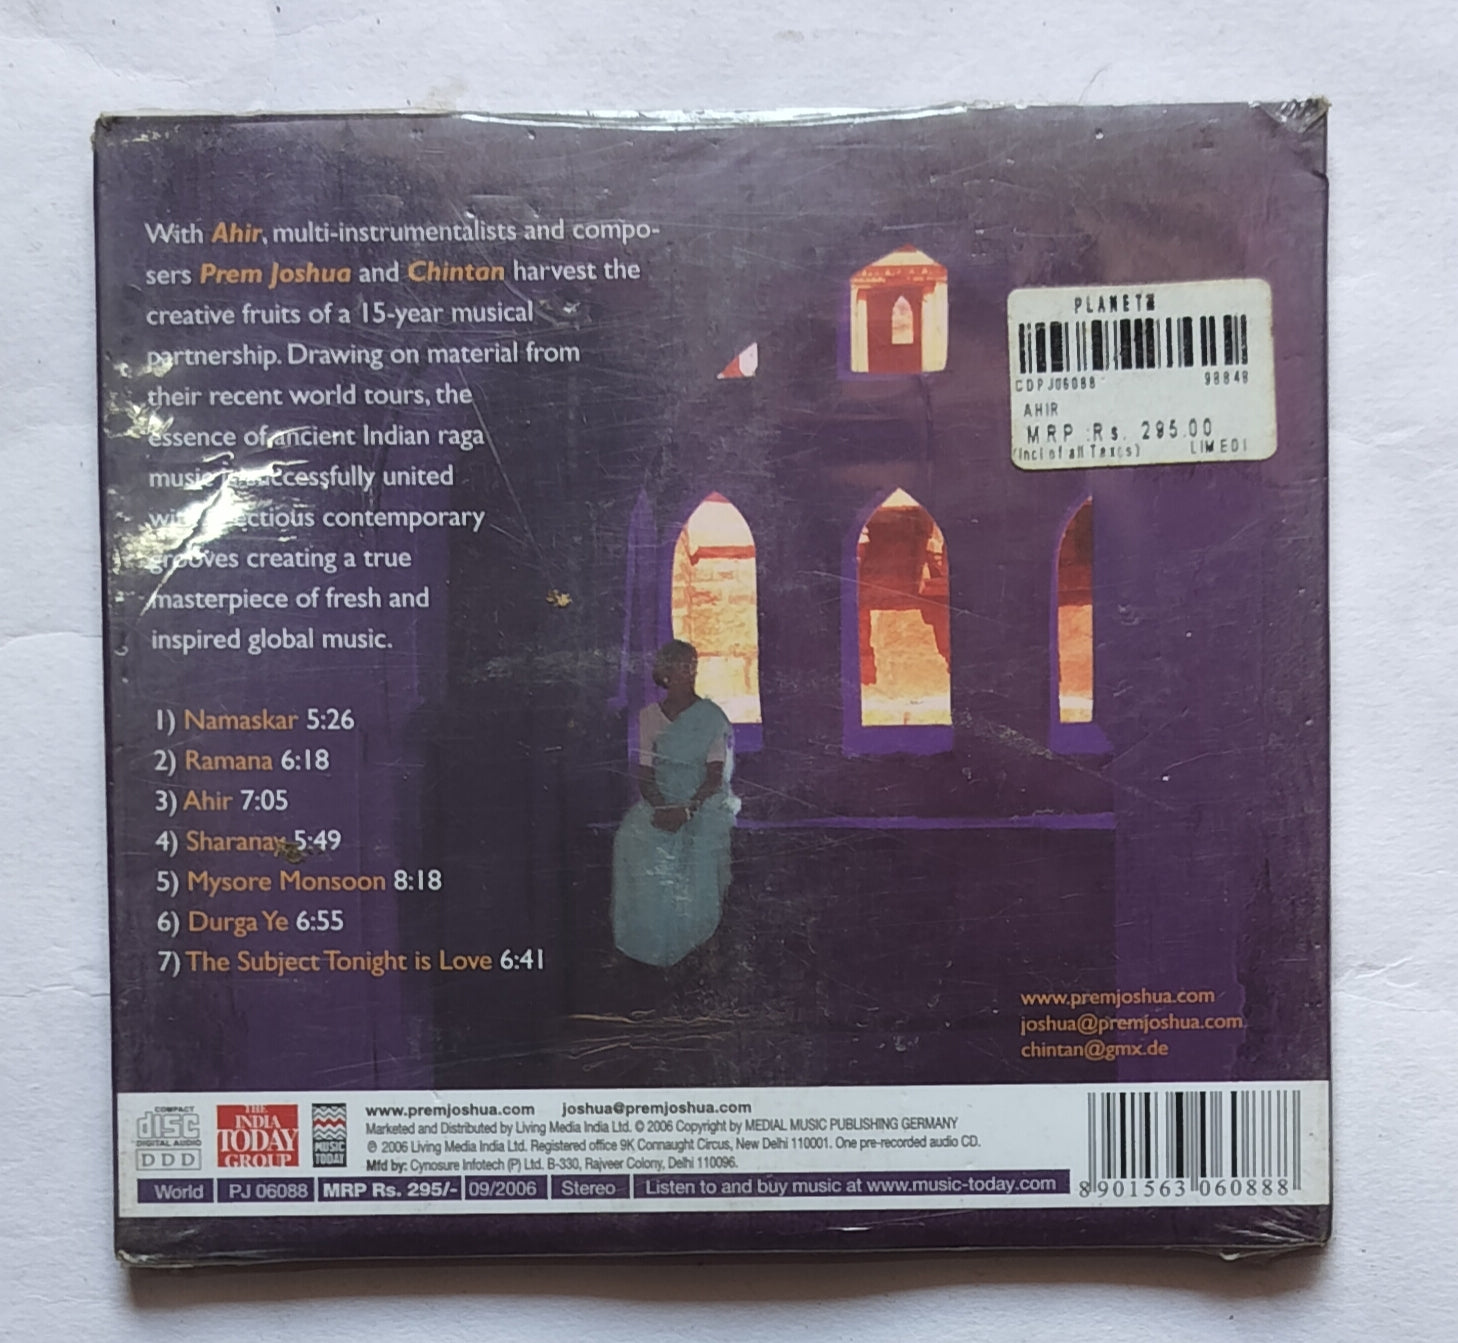 With Ahir, multi-instrumentalists and compo-
sers Prem Joshua and Chintan harvest the
creative fruits of a 15-year musical
partnership. Drawing on material from
their recent world tours, the
essence of ancient Indian raga
music successfully united
contemporary
grooves creating a true
masterpiece of fresh and
inspired global music.
1) Namaskar 5:26
2) Ramana 6:18
3) Ahir 7:05
4) Sharanay 5:49
5) Mysore Monsoon 8:18
6) Durga Ye 6:55
7) The Subject Tonight is Love 6:41
PLANET
CDPJ06088 98848
AHIR
MRP :Rs. 295.00
(Incl of all Taxes) LIMED1
www.premjoshua.com
joshua@premjoshua.com
chintan@gmx.de
COMPACT
disc
DIGITAL AUDIO
DDD
THE
INDIA
TODAY
GROUP
MUSIC
TODAY
www.premjoshua.com joshua@premjoshua.com
Marketed and Distributed by Living Media India Ltd. © 2006 Copyright by MEDIAL MUSIC PUBLISHING GERMANY
℗ 2006 Living Media India Ltd. Registered office 9K Connaught Circus, New Delhi 110001. One pre-recorded audio CD.
Mfd by: Cynosure Infotech (P) Ltd. B-330, Rajveer Colony, Delhi 110096.
World PJ 06088 MRP Rs. 295/- 09/2006 Stereo Listen to and buy music at www.music-today.com
8901563060888